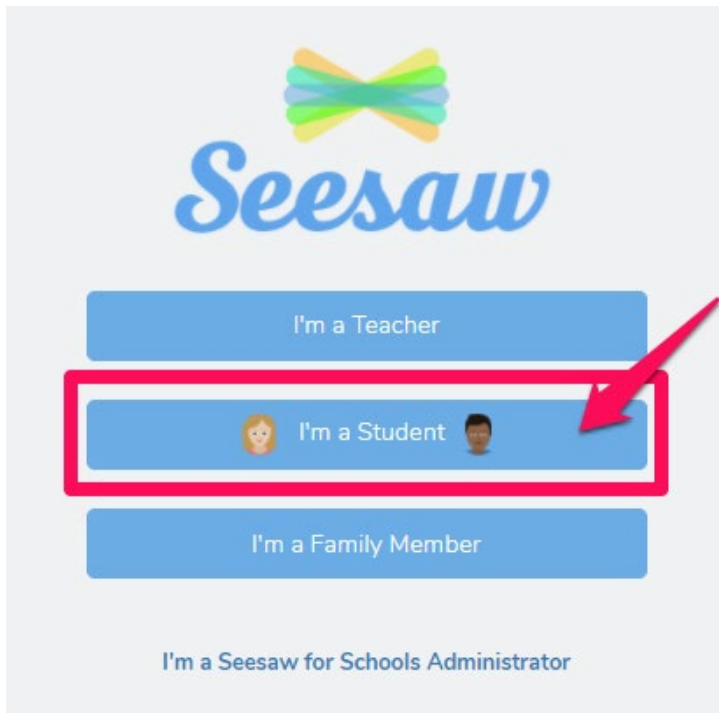 Seesaw
I'm a Teacher
I'm a Student
I'm a Family Member
I'm a Seesaw for Schools Administrator